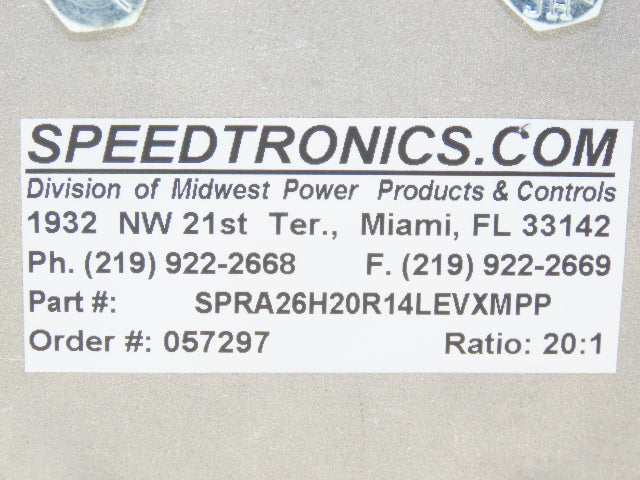 SPEEDTRONICS.COM
Division of Midwest Power Products & Controls
1932 NW 21st Ter., Miami, FL 33142
Ph. (219) 922-2668 F. (219) 922-2669
Part #: SPRA26H20R14LEVXMPP
Order #: 057297 Ratio: 20:1